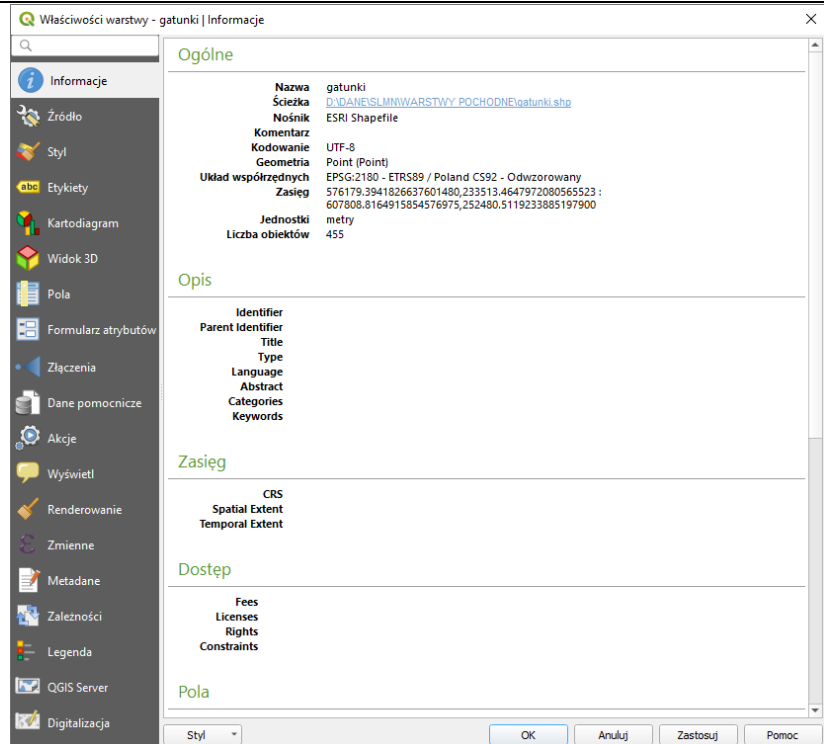 Właściwości warstwy - gatunki | Informacje
Informacje
Źródło
Styl
abc Etykiety
Kartodiagram
Widok 3D
Pola
Formularz atrybutów
Złączenia
Dane pomocnicze
Akcje
Wyświetl
Renderowanie
Zmienne
Metadane
Zależności
Legenda
QGIS Server
Digitalizacja
Ogólne
Nazwa gatunki
Ścieżka D:\DANE\SLMN\WARSTWY POCHODNE\gatunki.shp
Nośnik ESRI Shapefile
Komentarz
Kodowanie UTF-8
Geometria Point (Point)
Układ współrzędnych EPSG:2180 - ETRS89 / Poland CS92 - Odwzorowany
Zasięg 576179.3941826637601480,233513.4647972080565523 :
607808.8164915854576975,252480.5119233885197900
Jednostki metry
Liczba obiektów 455
Opis
Identifier
Parent Identifier
Title
Type
Language
Abstract
Categories
Keywords
Zasięg
CRS
Spatial Extent
Temporal Extent
Dostęp
Fees
Licenses
Rights
Constraints
Pola
Styl OK Anuluj Zastosuj Pomoc